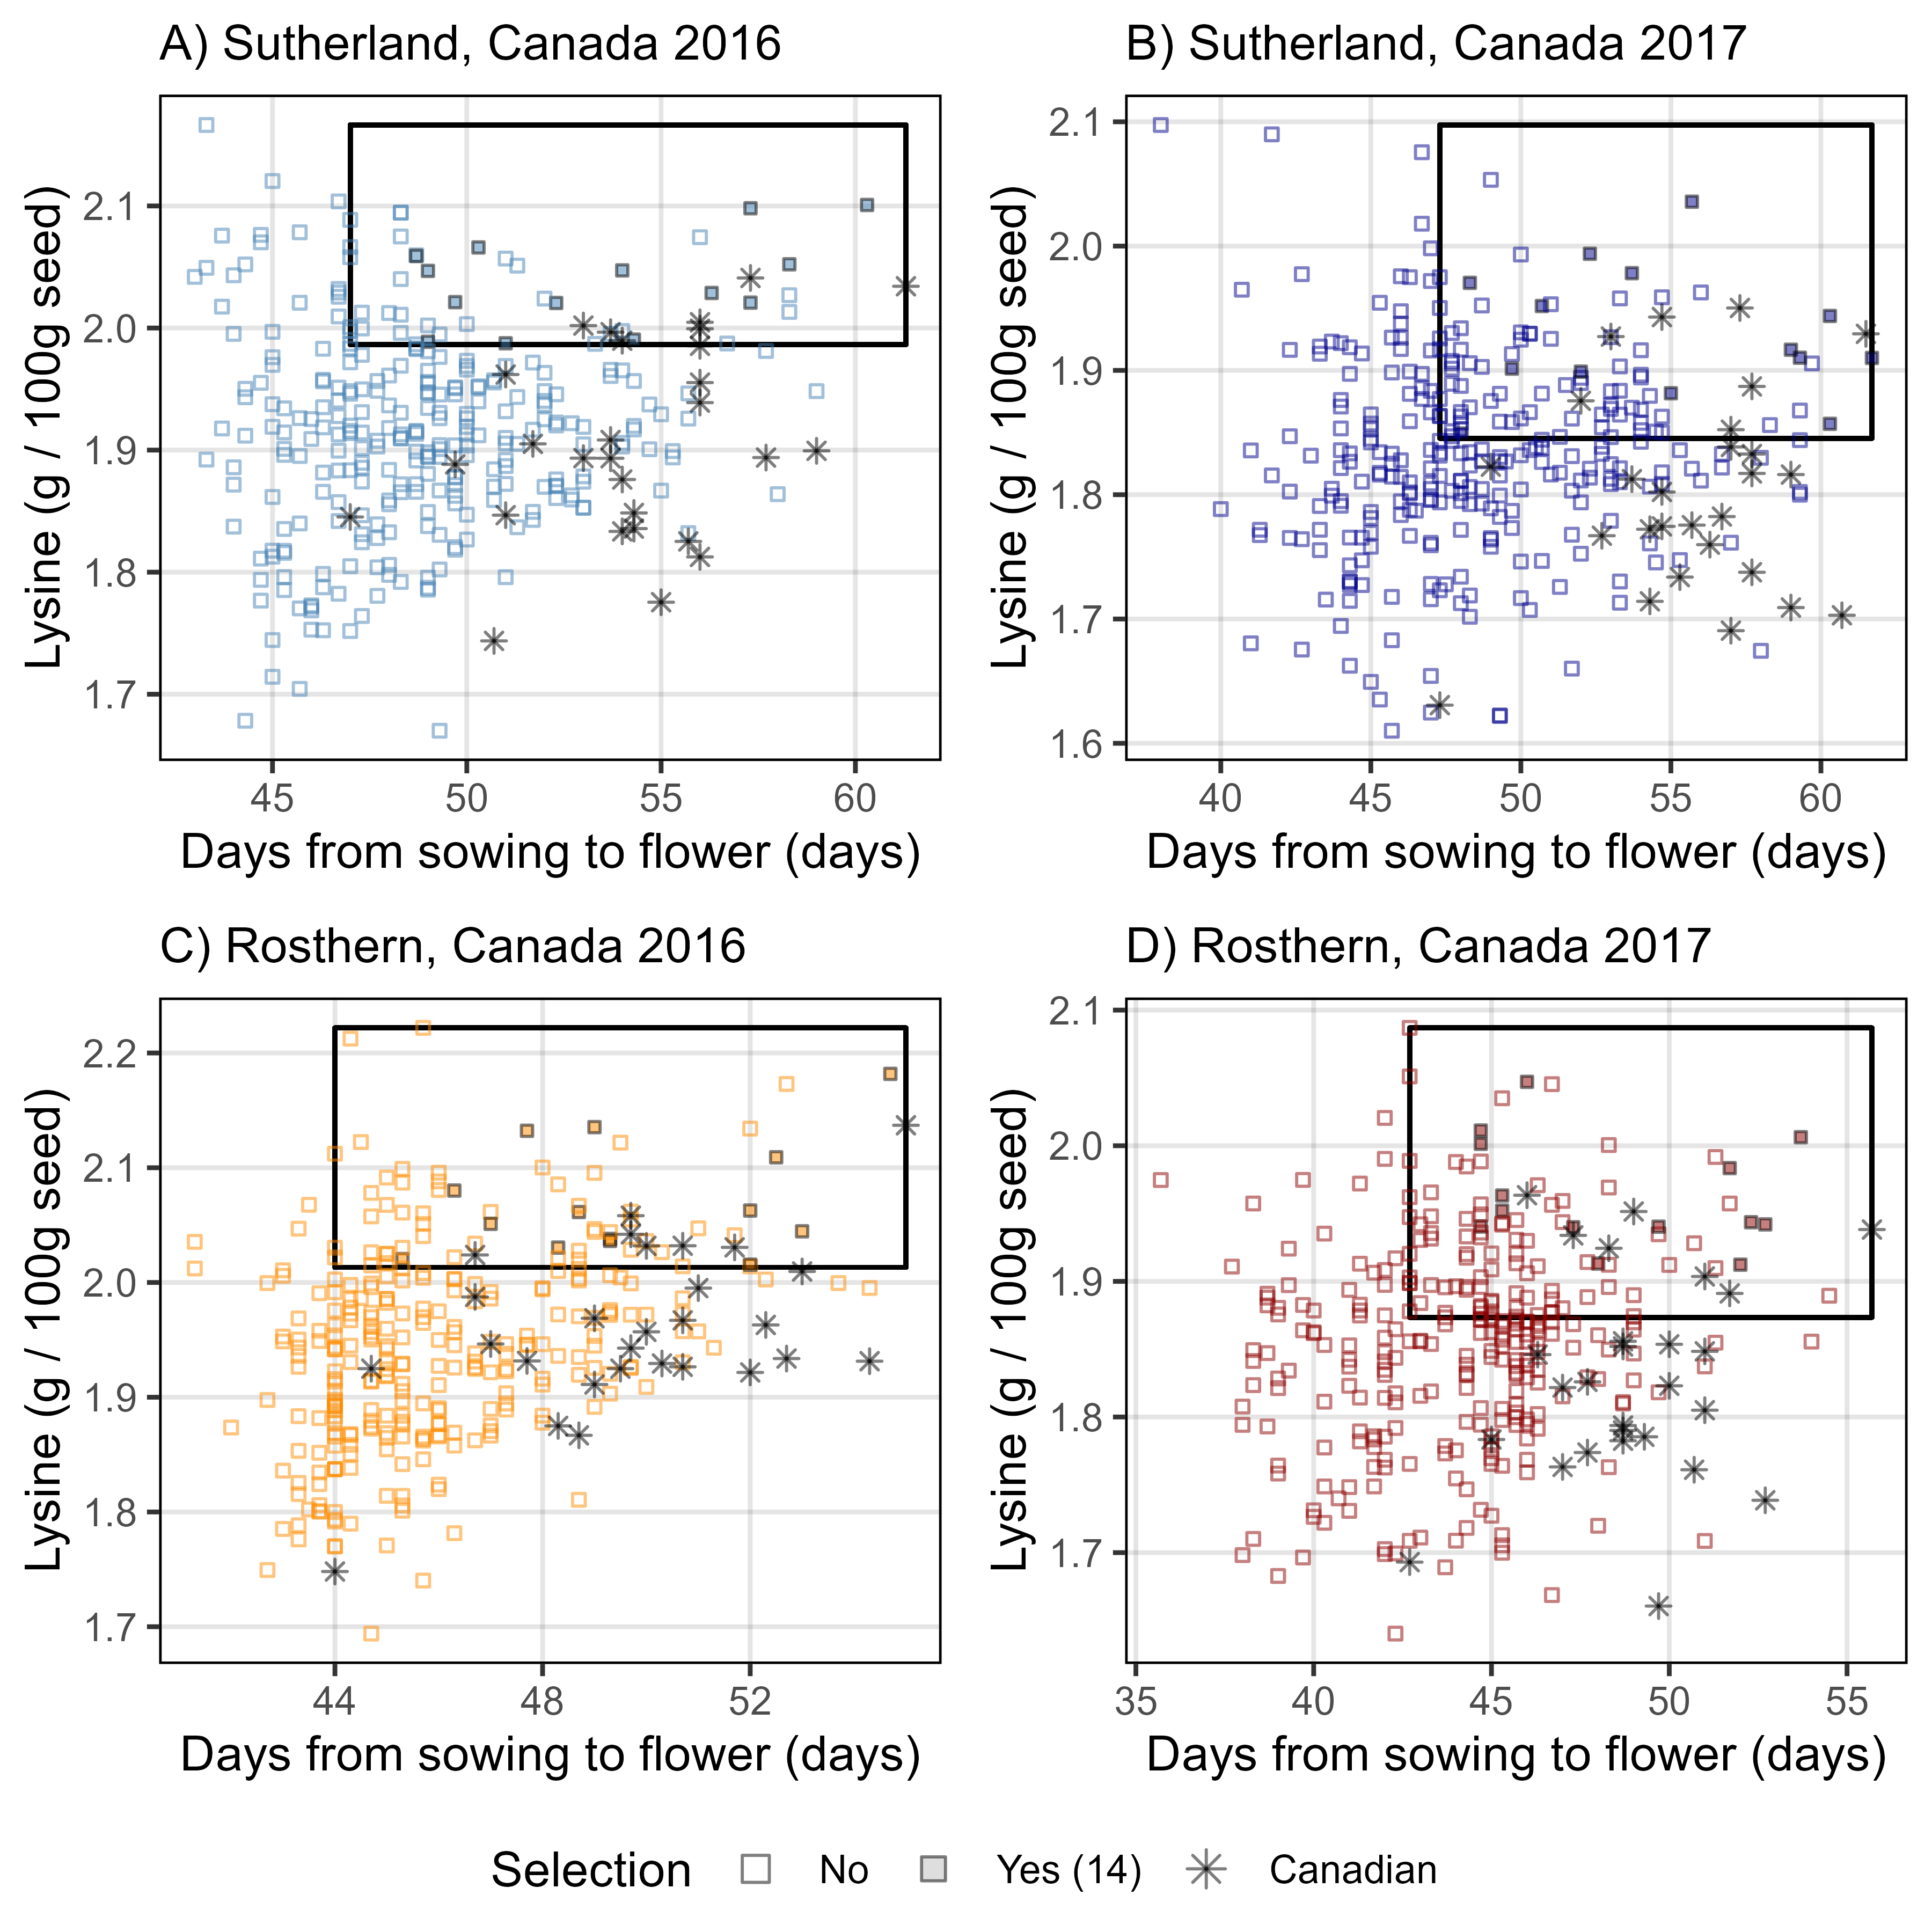 A) Sutherland, Canada 2016
Lysine (g / 100g seed)
2.1
2.0
1.9
1.8
1.7
45 50 55 60
Days from sowing to flower (days)
B) Sutherland, Canada 2017
Lysine (g / 100g seed)
2.1
2.0
1.9
1.8
1.7
1.6
40 45 50 55 60
Days from sowing to flower (days)
C) Rosthern, Canada 2016
Lysine (g / 100g seed)
2.2
2.1
2.0
1.9
1.8
1.7
44 48 52
Days from sowing to flower (days)
D) Rosthern, Canada 2017
Lysine (g / 100g seed)
2.1
2.0
1.9
1.8
1.7
35 40 45 50 55
Days from sowing to flower (days)
Selection No Yes (14) Canadian